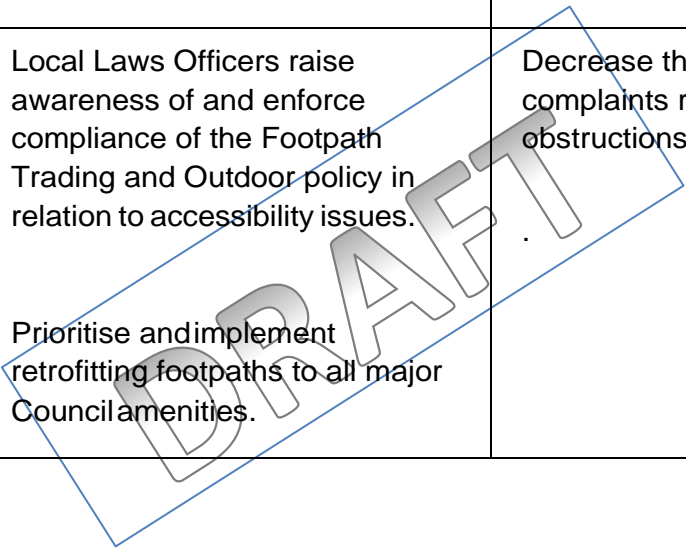 Local Laws Officers raise
awareness of and enforce
compliance of the Footpath
Trading and Outdoor policy in
relation to accessibility issues.
Prioritise andimplement
retrofitting footpaths to all major
Councilamenities.
Decrease
complaints
obstructions
.
DRAFT